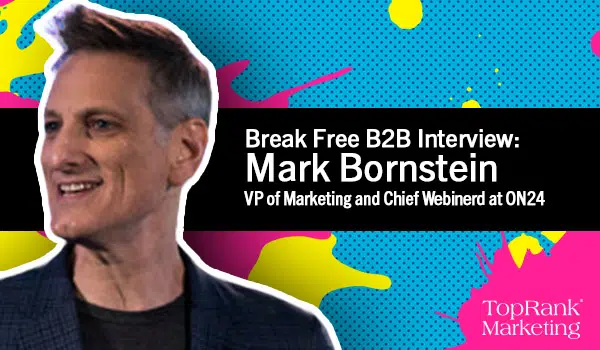 Break Free B2B Interview:
Mark Bornstein
VP of Marketing and Chief Webinerd at ON24
TopRank®
Marketing